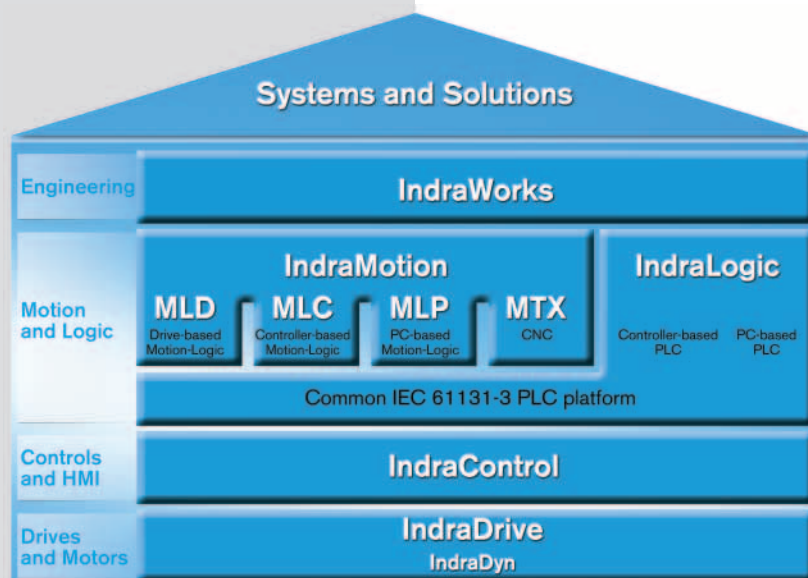 Systems and Solutions
Engineering
IndraWorks
Motion
and Logic
IndraMotion
MLD
Drive-based
Motion-Logic
MLC
Controller-based
Motion-Logic
MLP
PC-based
Motion-Logic
MTX
CNC
IndraLogic
Controller-based
PLC
PC-based
PLC
Common IEC 61131-3 PLC platform
Controls
and HMI
IndraControl
Drives
and Motors
IndraDrive
IndraDyn